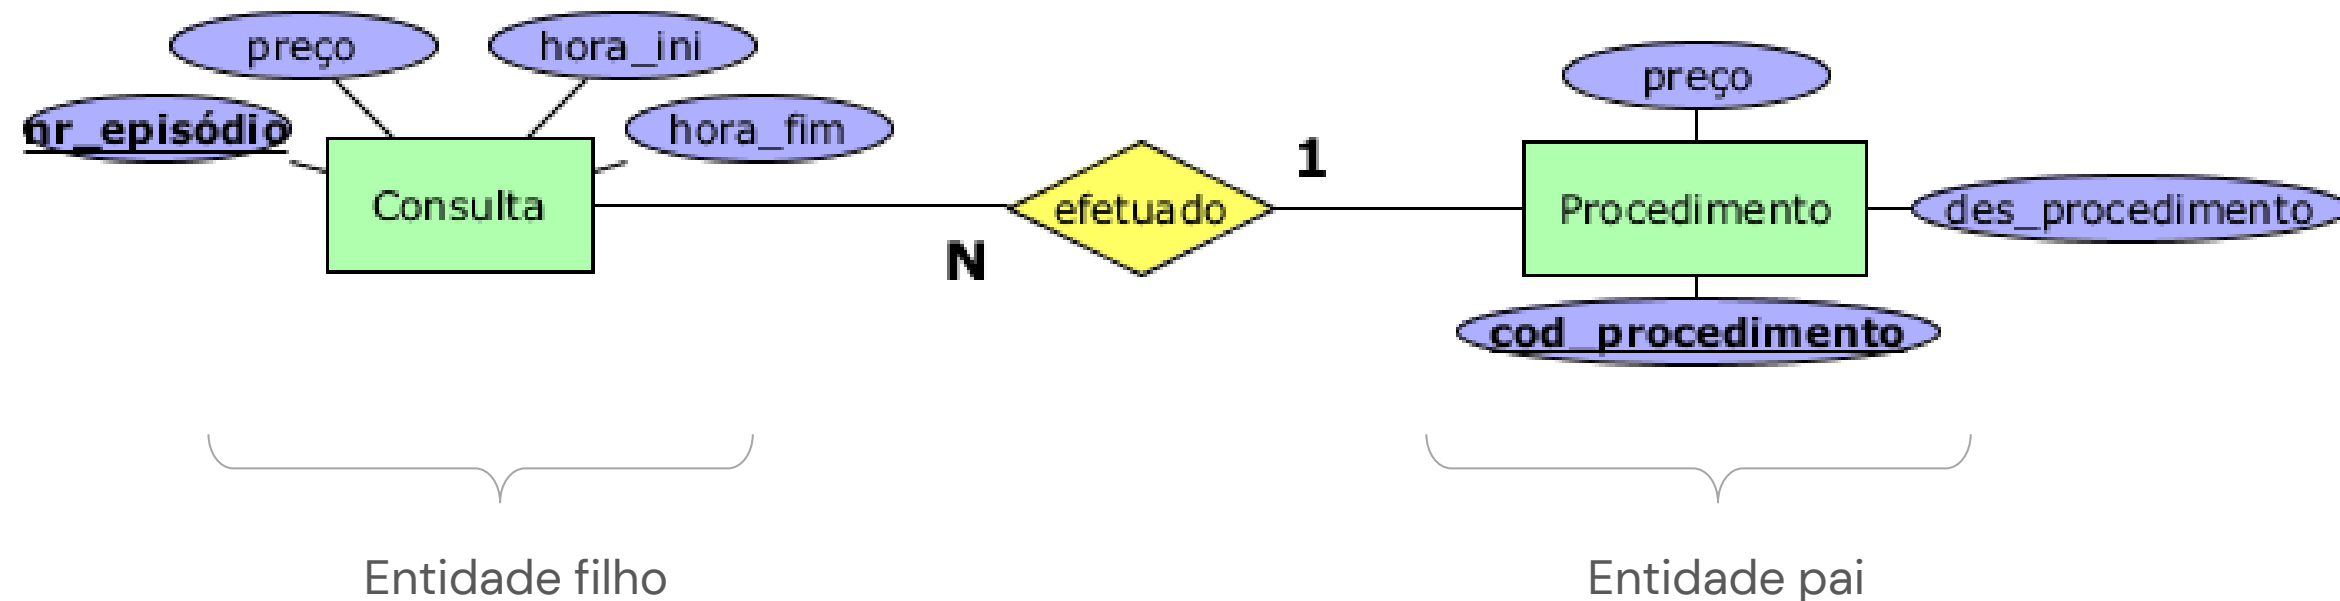 preço
hora_ini
nr_episódio
hora_fim
Consulta
N
efetuado
1
preço
Procedimento
des_procedimento
cod_procedimento
Entidade filho
Entidade pai